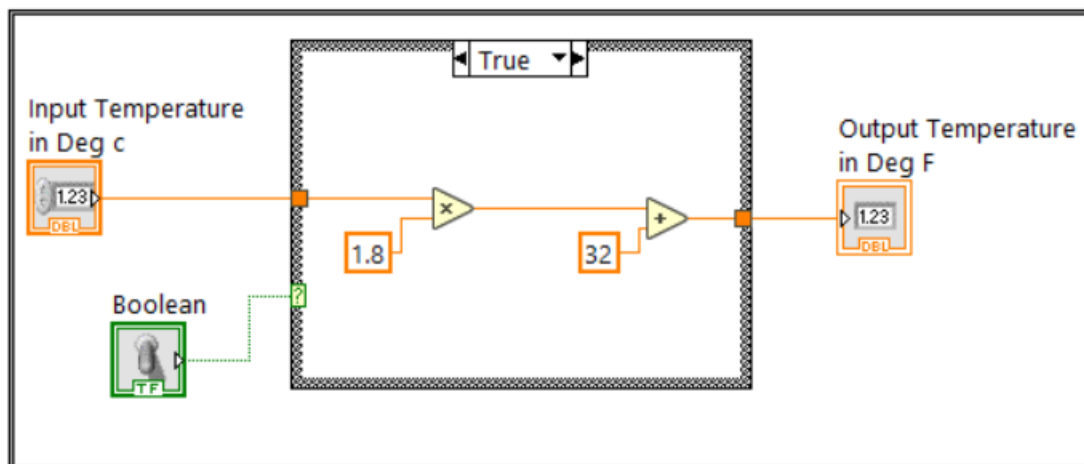 True
Input Temperature
in Deg c
1.23
DBL
Output Temperature
in Deg F
1.23
DBL
×
+
1.8
32
?
Boolean
TF